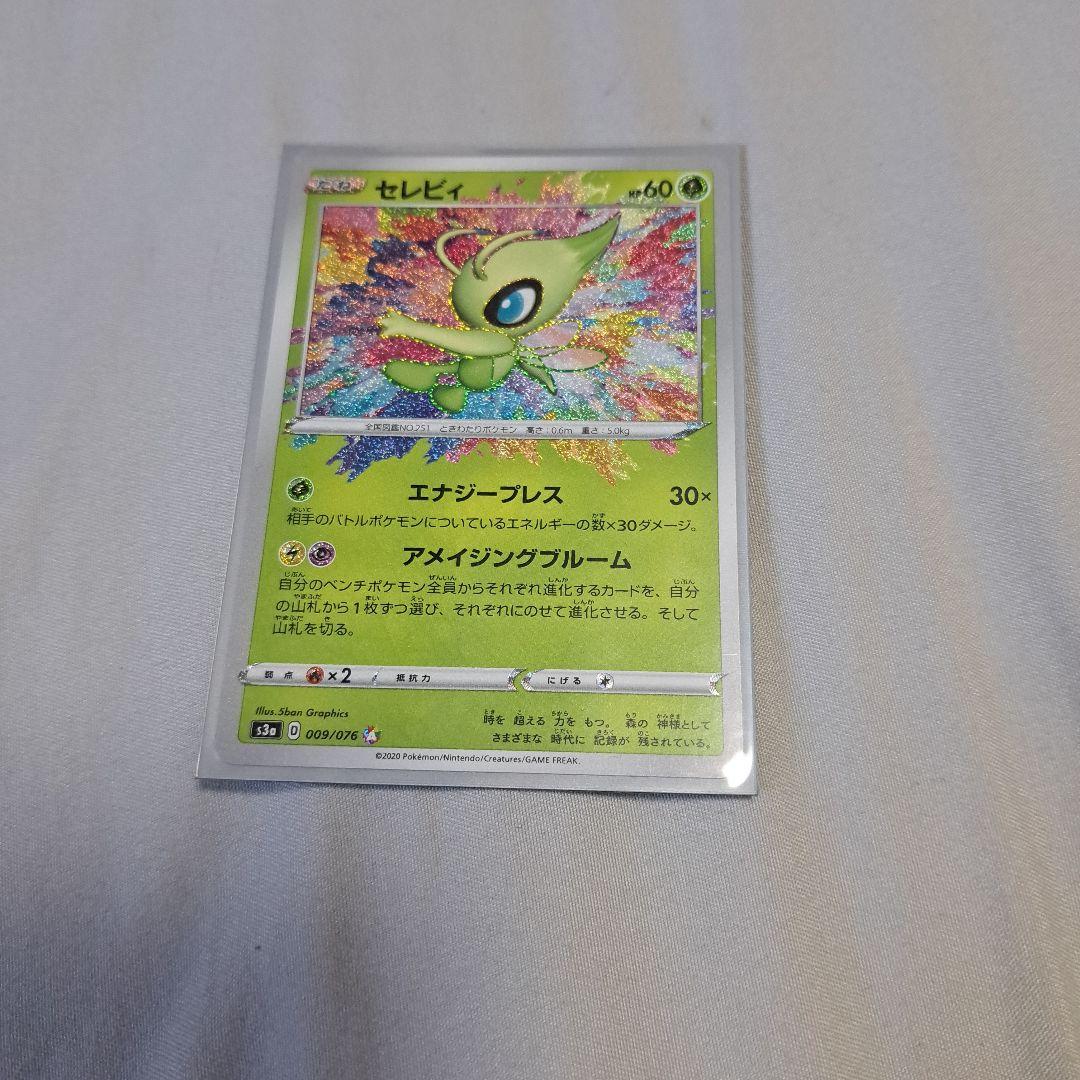 たね セレビィ HP60
全国図鑑NO.251 ときわたりポケモン 高さ：0.6m 重さ：5.0kg
エナジープレス 30×
相手のバトルポケモンについているエネルギーの数×30ダメージ。
アメイジングブルーム
自分のベンチポケモン全員からそれぞれ進化するカードを、自分
の山札から1枚ずつ選び、それぞれにのせて進化させる。そして
山札を切る。
弱点 ×2 抵抗力 にげる
Illus.5ban Graphics
s3a D 009/076 A
時を 超える 力を もつ。 森の 神様として
さまざまな 時代に 記録が 残されている。
©2020 Pokémon/Nintendo/Creatures/GAME FREAK.